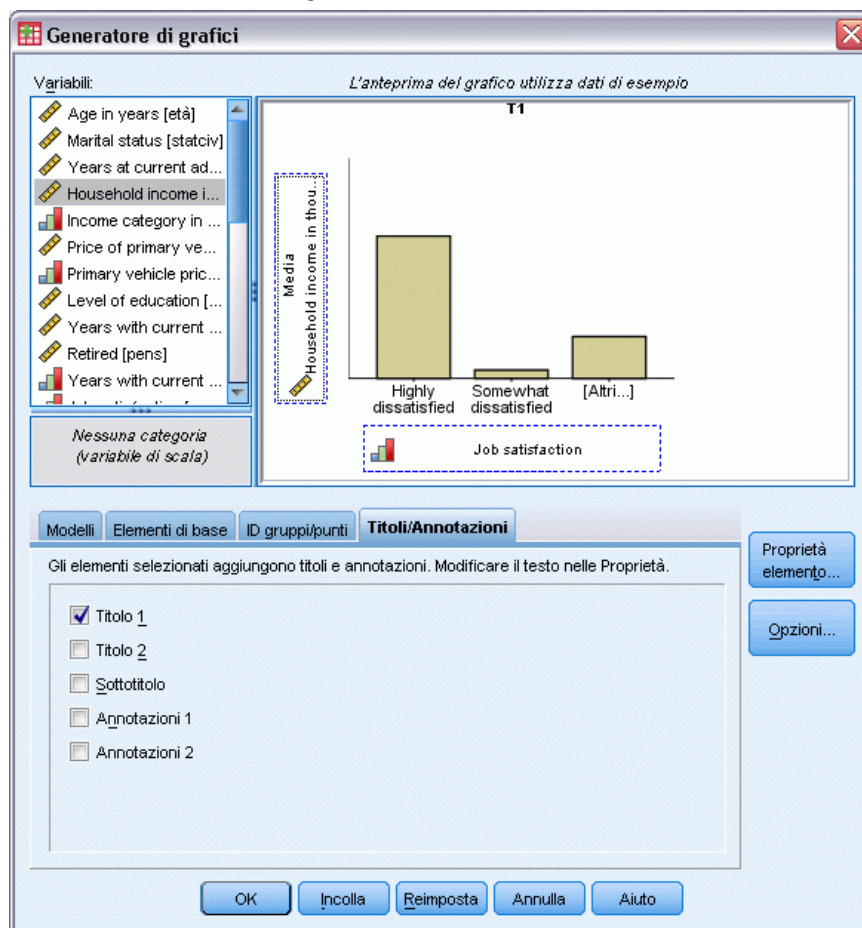 Generatore di grafici
Variabili:
L'anteprima del grafico utilizza dati di esempio
Age in years [età]
Marital status [statciv]
Years at current ad...
Household income i...
Income category in ...
Price of primary ve...
Primary vehicle pric...
Level of education [...
Years with current ...
Retired [pens]
Years with current ...
Nessuna categoria
(variabile di scala)
T1
Media
Household income in thou...
Highly
dissatisfied
Somewhat
dissatisfied
[Altri...]
Job satisfaction
Modelli
Elementi di base
ID gruppi/punti
Titoli/Annotazioni
Gli elementi selezionati aggiungono titoli e annotazioni. Modificare il testo nelle Proprietà.
Titolo 1
Titolo 2
Sottotitolo
Annotazioni 1
Annotazioni 2
Proprietà
elemento...
Opzioni...
OK
Incolla
Reimposta
Annulla
Aiuto